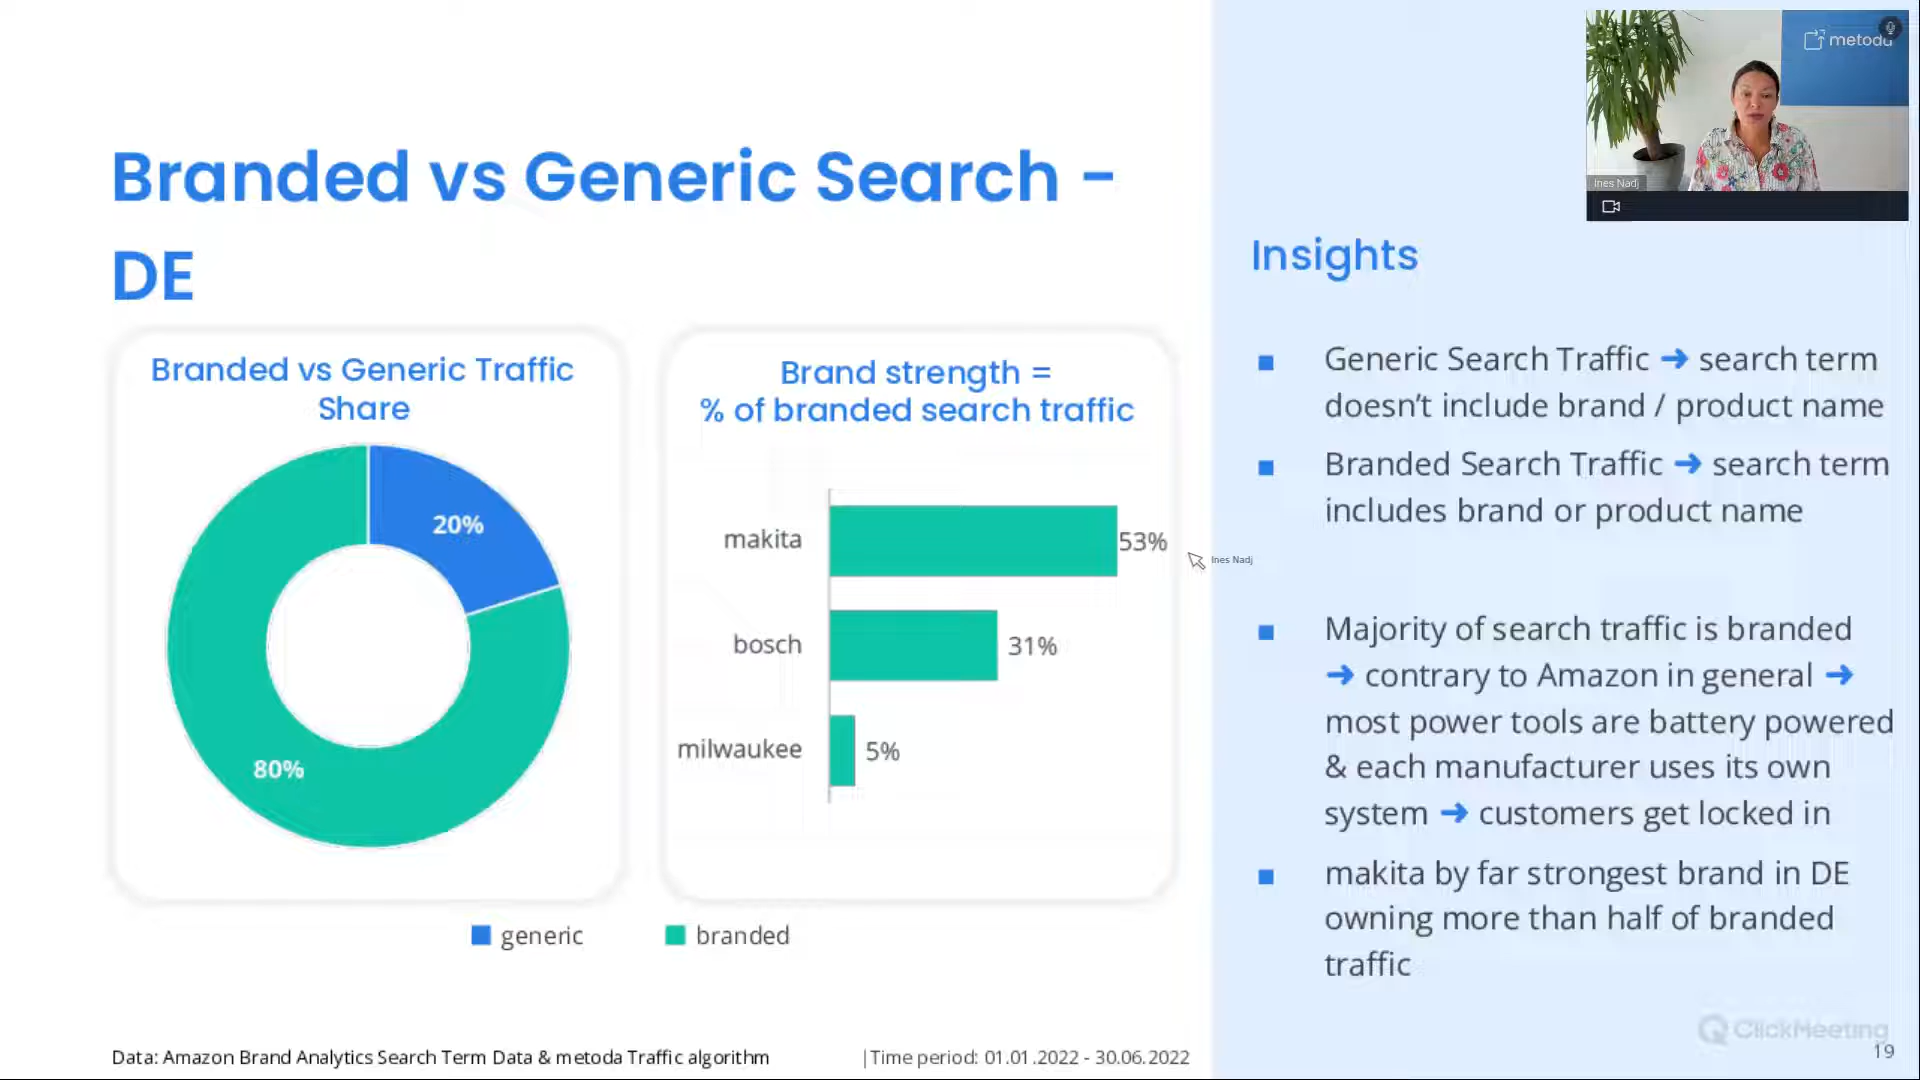 metoda
Ines Nadj
Branded vs Generic Search -
DE
Branded vs Generic Traffic
Share
20%
80%
Brand strength =
% of branded search traffic
makita
53%
Ines Nadj
bosch
31%
milwaukee
5%
generic
branded
Data: Amazon Brand Analytics Search Term Data & metoda Traffic algorithm
|Time period: 01.01.2022 - 30.06.2022
Insights
■ Generic Search Traffic ➜ search term
doesn’t include brand / product name
■ Branded Search Traffic ➜ search term
includes brand or product name
■ Majority of search traffic is branded
➜ contrary to Amazon in general ➜
most power tools are battery powered
& each manufacturer uses its own
system ➜ customers get locked in
■ makita by far strongest brand in DE
owning more than half of branded
traffic
ClickMeeting
19